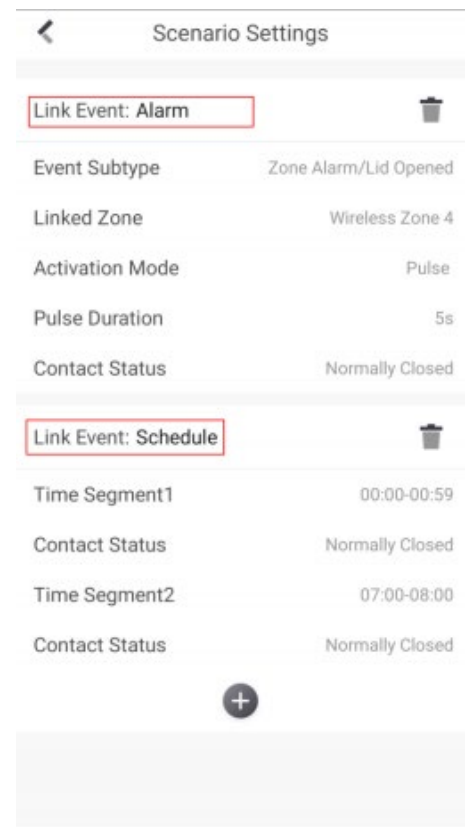 Scenario Settings
Link Event: Alarm
Event Subtype Zone Alarm/Lid Opened
Linked Zone Wireless Zone 4
Activation Mode Pulse
Pulse Duration 5s
Contact Status Normally Closed
Link Event: Schedule
Time Segment1 00:00-00:59
Contact Status Normally Closed
Time Segment2 07:00-08:00
Contact Status Normally Closed